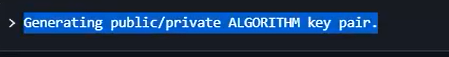 > Generating public/private ALGORITHM key pair.